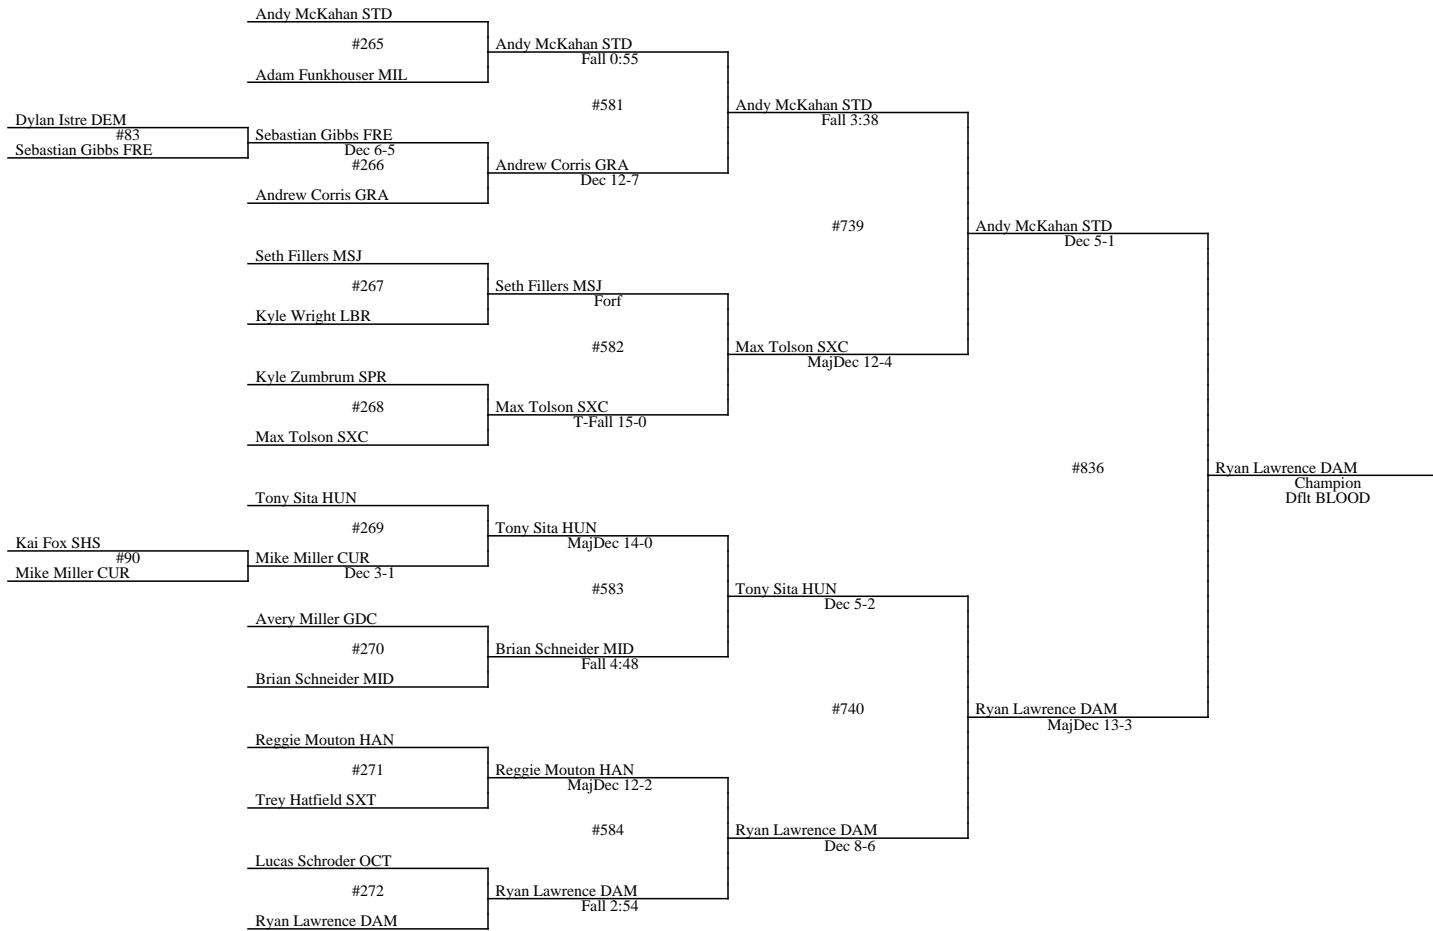 Andy McKahan STD
#265
Adam Funkhouser MIL
Andy McKahan STD
Fall 0:55
#581
Dylan Istre DEM
#83
Sebastian Gibbs FRE
Sebastian Gibbs FRE
Dec 6-5
#266
Andrew Corris GRA
Andrew Corris GRA
Dec 12-7
Andy McKahan STD
Fall 3:38
#739
Seth Fillers MSJ
#267
Kyle Wright LBR
Seth Fillers MSJ
Forf
#582
Kyle Zumbrum SPR
#268
Max Tolson SXC
Max Tolson SXC
T-Fall 15-0
Max Tolson SXC
MajDec 12-4
Andy McKahan STD
Dec 5-1
#836
Tony Sita HUN
#269
Kai Fox SHS
#90
Mike Miller CUR
Mike Miller CUR
Dec 3-1
Tony Sita HUN
MajDec 14-0
#583
Avery Miller GDC
#270
Brian Schneider MID
Brian Schneider MID
Fall 4:48
Tony Sita HUN
Dec 5-2
#740
Reggie Mouton HAN
#271
Trey Hatfield SXT
Reggie Mouton HAN
MajDec 12-2
#584
Lucas Schroder OCT
#272
Ryan Lawrence DAM
Ryan Lawrence DAM
Fall 2:54
Ryan Lawrence DAM
Dec 8-6
Ryan Lawrence DAM
MajDec 13-3
Ryan Lawrence DAM
Champion
Dflt BLOOD